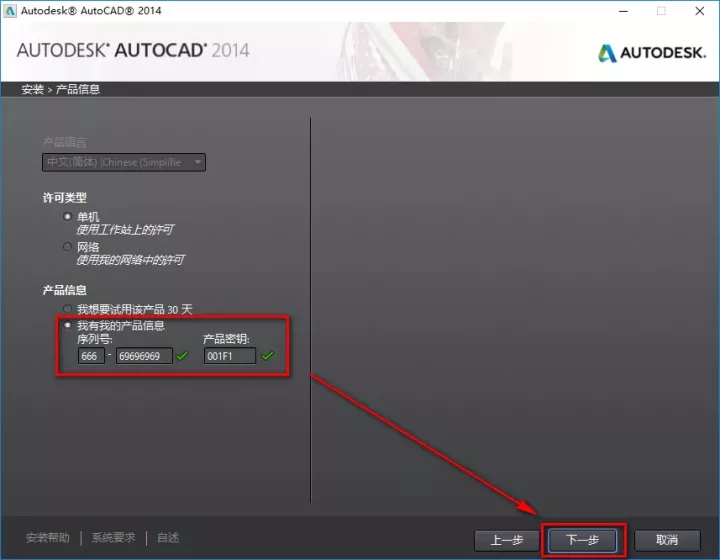 Autodesk® AutoCAD® 2014
AUTODESK® AUTOCAD® 2014
AUTODESK.
安装 > 产品信息
产品语言
中文(简体) (Chinese (Simplifie
许可类型
单机
使用工作站上的许可
网络
使用我的网络中的许可
产品信息
我想要试用该产品 30 天
我有我的产品信息
序列号: 产品密钥:
666 - 69696969 001F1
安装帮助 | 系统要求 | 自述
上一步 下一步 取消